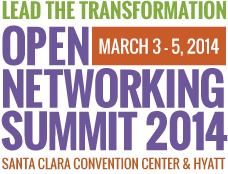 LEAD THE TRANSFORMATION
OPEN MARCH 3 - 5, 2014
NETWORKING
SUMMIT 2014
SANTA CLARA CONVENTION CENTER & HYATT